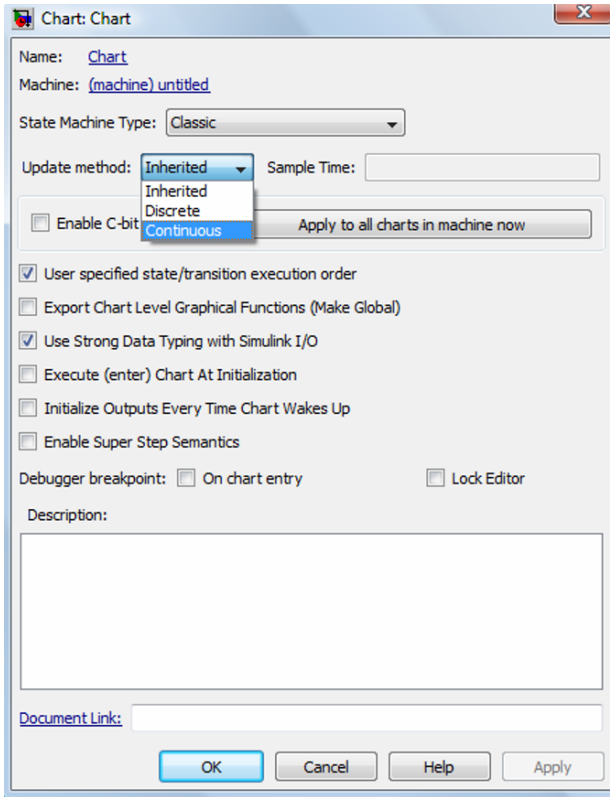 Chart: Chart
Name: Chart
Machine: (machine) untitled
State Machine Type: Classic
Update method: Inherited Sample Time:
Inherited
Discrete
Continuous
Enable C-bit Apply to all charts in machine now
User specified state/transition execution order
Export Chart Level Graphical Functions (Make Global)
Use Strong Data Typing with Simulink I/O
Execute (enter) Chart At Initialization
Initialize Outputs Every Time Chart Wakes Up
Enable Super Step Semantics
Debugger breakpoint: On chart entry Lock Editor
Description:
Document Link:
OK Cancel Help Apply